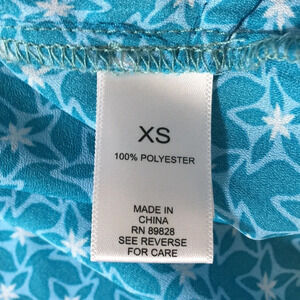 XS
100% POLYESTER
MADE IN
CHINA
RN 89828
SEE REVERSE
FOR CARE